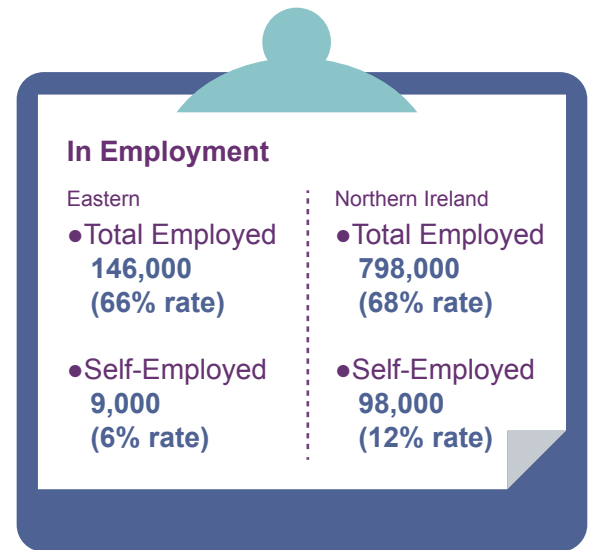 In Employment
Eastern
●Total Employed
146,000
(66% rate)
●Self-Employed
9,000
(6% rate)
Northern Ireland
●Total Employed
798,000
(68% rate)
●Self-Employed
98,000
(12% rate)